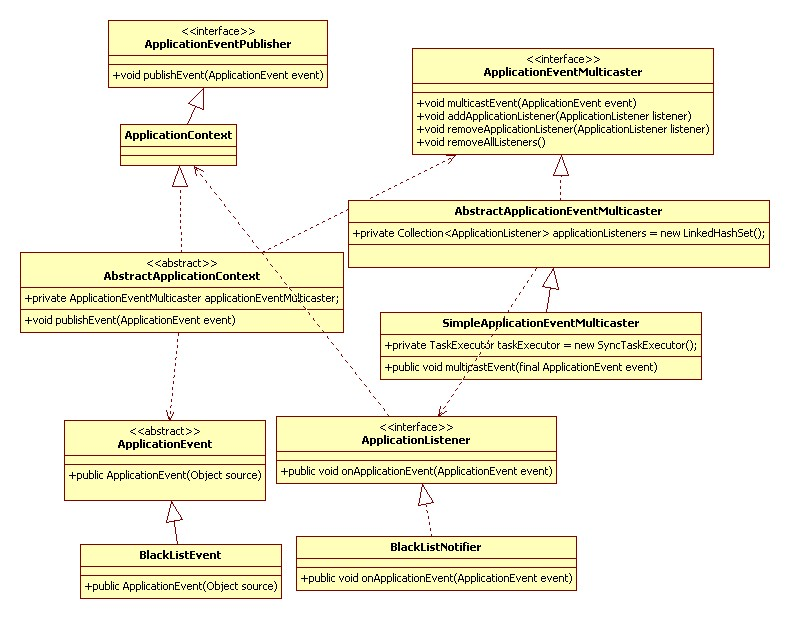 <<interface>>
ApplicationEventPublisher
+void publishEvent(ApplicationEvent event)
<<interface>>
ApplicationEventMulticaster
+void multicastEvent(ApplicationEvent event)
+void addApplicationListener(ApplicationListener listener)
+void removeApplicationListener(ApplicationListener listener)
+void removeAllListeners()
ApplicationContext
AbstractApplicationEventMulticaster
+private Collection<ApplicationListener> applicationListeners = new LinkedHashSet();
<<abstract>>
AbstractApplicationContext
+private ApplicationEventMulticaster applicationEventMulticaster;
+void publishEvent(ApplicationEvent event)
SimpleApplicationEventMulticaster
+private TaskExecutor taskExecutor = new SyncTaskExecutor();
+public void multicastEvent(final ApplicationEvent event)
<<abstract>>
ApplicationEvent
+public ApplicationEvent(Object source)
<<interface>>
ApplicationListener
+public void onApplicationEvent(ApplicationEvent event)
BlackListEvent
+public ApplicationEvent(Object source)
BlackListNotifier
+public void onApplicationEvent(ApplicationEvent event)